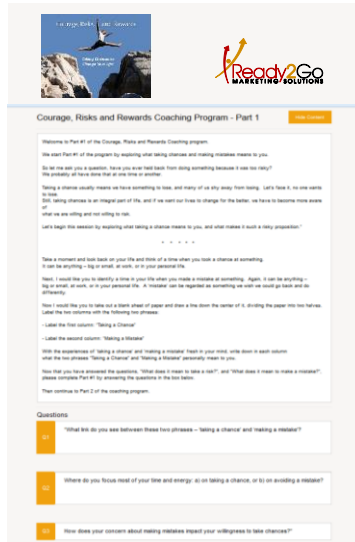 Courage, Risks, and Rewards
Taking Chances to
Change Your Life
Ready2Go
MARKETING SOLUTIONS
Courage, Risks and Rewards Coaching Program - Part 1
Hide Content
Welcome to Part #1 of the Courage, Risks and Rewards Coaching program.
We start Part #1 of the program by exploring what taking chances and making mistakes means to you.
So let me ask you a question, have you ever held back from doing something because it was too risky?
We probably all have done that at one time or another.
Taking a chance usually means we have something to lose, and many of us shy away from doing. Let's face it, no one wants
to lose.
Still, taking chances is an integral part of life, and if we want our lives to change for the better, we have to become more aware
of
what we are willing and not willing to risk.
Let's begin this session by exploring what taking a chance means to you, and what makes it such a risky proposition."
* * * * *
Take a moment and look back on your life and think of a time when you took a chance at something.
It can be anything – big or small, at work, or in your personal life.
Next, I would like you to identify a time in your life when you made a mistake at something. Again, it can be anything –
big or small, at work, or in your personal life. A 'mistake' can be regarded as something we wish we could go back and do
differently.
Now I would like you to take out a blank sheet of paper and draw a line down the center of it, dividing the paper into two halves.
Label the two columns with the following two phrases.
- Label the first column: "Taking a Chance"
- Label the second column: "Making a Mistake"
With the experiences of 'taking a chance' and 'making a mistake' fresh in your mind, write down in each column
what the two phrases "Taking a Chance" and "Making a Mistake" personally mean to you.
Now that you have answered the questions, "What does it mean to take a risk?", and "What does it mean to make a mistake?",
please complete Part #1 by answering the questions in the box below.
Then continue to Part 2 of the coaching program.
Questions
Q1
"What link do you see between these two phrases – 'taking a chance' and 'making a mistake'?
Q2
Where do you focus most of your time and energy: a) on taking a chance, or b) on avoiding a mistake?
Q3
How does your concern about making mistakes impact your willingness to take chances?"